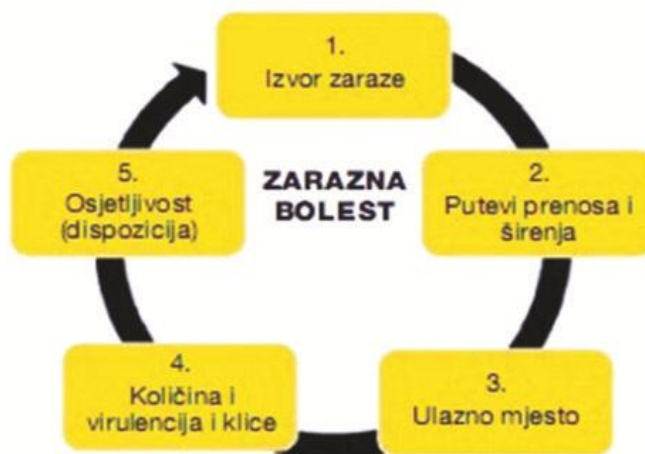 1.
Izvor zaraze
ZARAZNA
BOLEST
2.
Putevi prenosa i
širenja
3.
Ulazno mjesto
4.
Količina i
virulencija i klice
5.
Osjetljivost
(dispozicija)